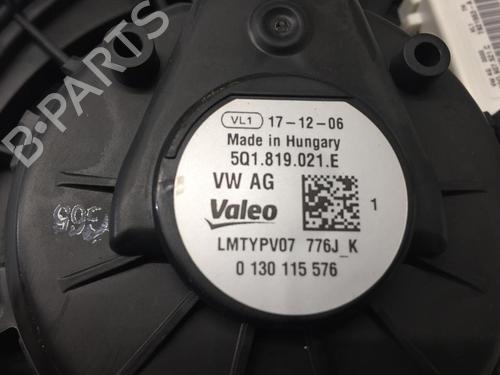 VL1 17-12-06
Made in Hungary
5Q1.819.021.E
VW AG
Valeo
1
LMTYPV07 776J_K
0 130 115 576
B-PARTS